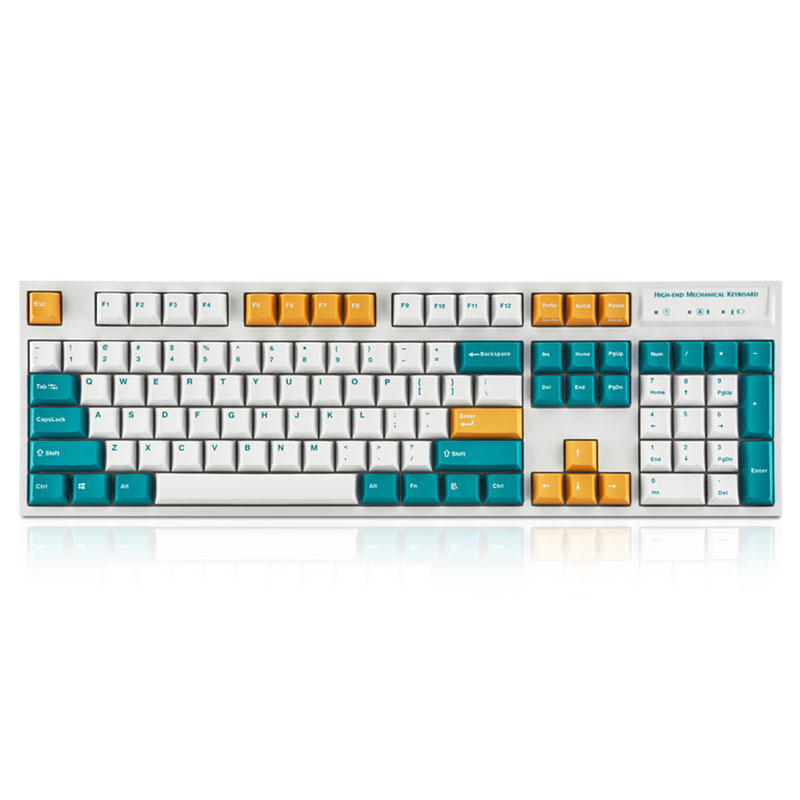 Esc F1 F2 F3 F4 F5 F6 F7 F8 F9 F10 F11 F12 PrtSc ScrLk Pause
HIGH-END MECHANICAL KEYBOARD
1 A
~ ! @ # $ % ^ & * ( ) _ +
` 1 2 3 4 5 6 7 8 9 0 - = ←Backspace Ins Home PgUp Num / * -
Tab Q W E R T Y U I O P { } | Del End PgDn 7 8 9 +
[ ] \ Home ↑ PgUp
CapsLock A S D F G H J K L : " Enter 4 5 6
; ' ← →
⇧Shift Z X C V B N M < > ? ⇧Shift ↑ 1 2 3 Enter
, . / End ↓ PgDn
Ctrl Alt Alt Fn Ctrl ← ↓ → 0 .
Ins Del